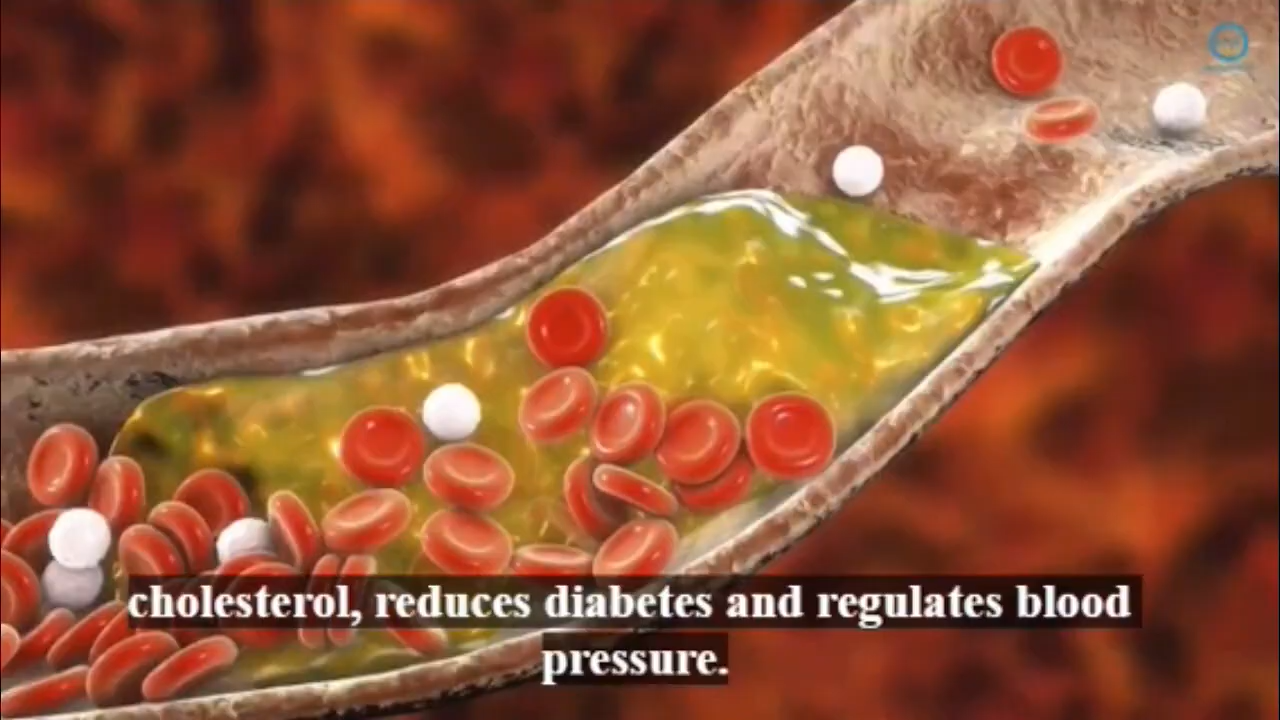 cholesterol, reduces diabetes and regulates blood
pressure.